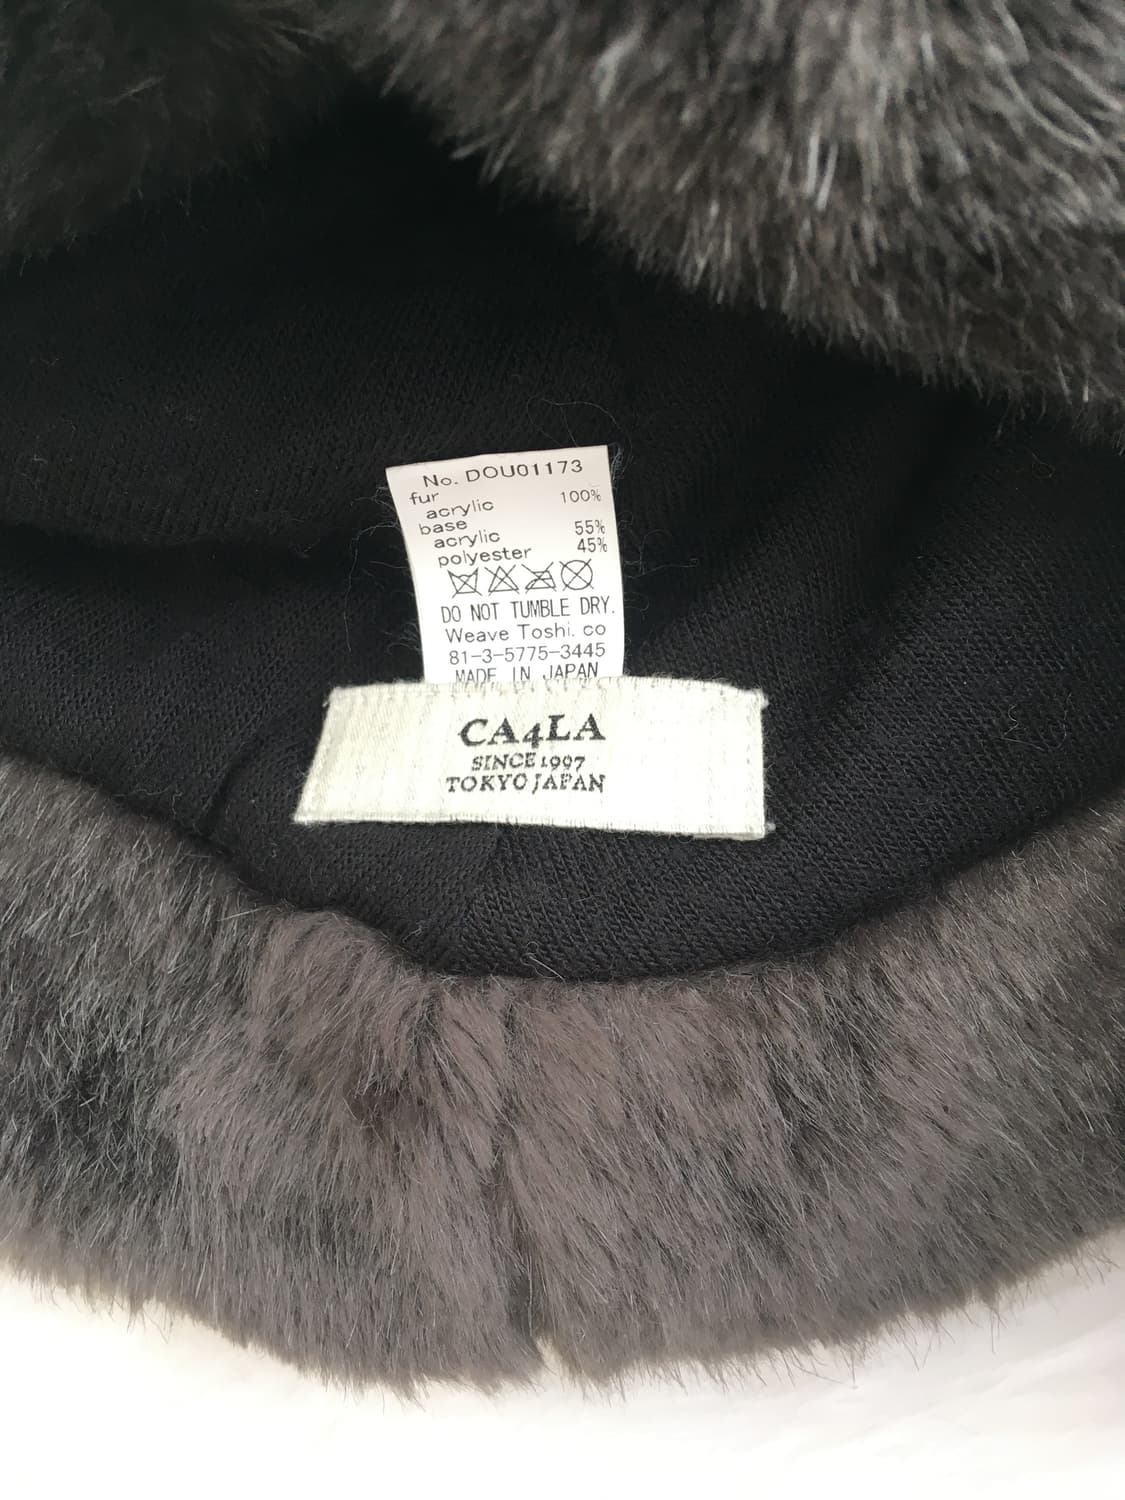 No. DOU01173
fur
acrylic 100%
base
acrylic 55%
polyester 45%
DO NOT TUMBLE DRY.
Weave Toshi. co
81-3-5775-3445
MADE IN JAPAN
CA4LA
SINCE 1997
TOKYO JAPAN